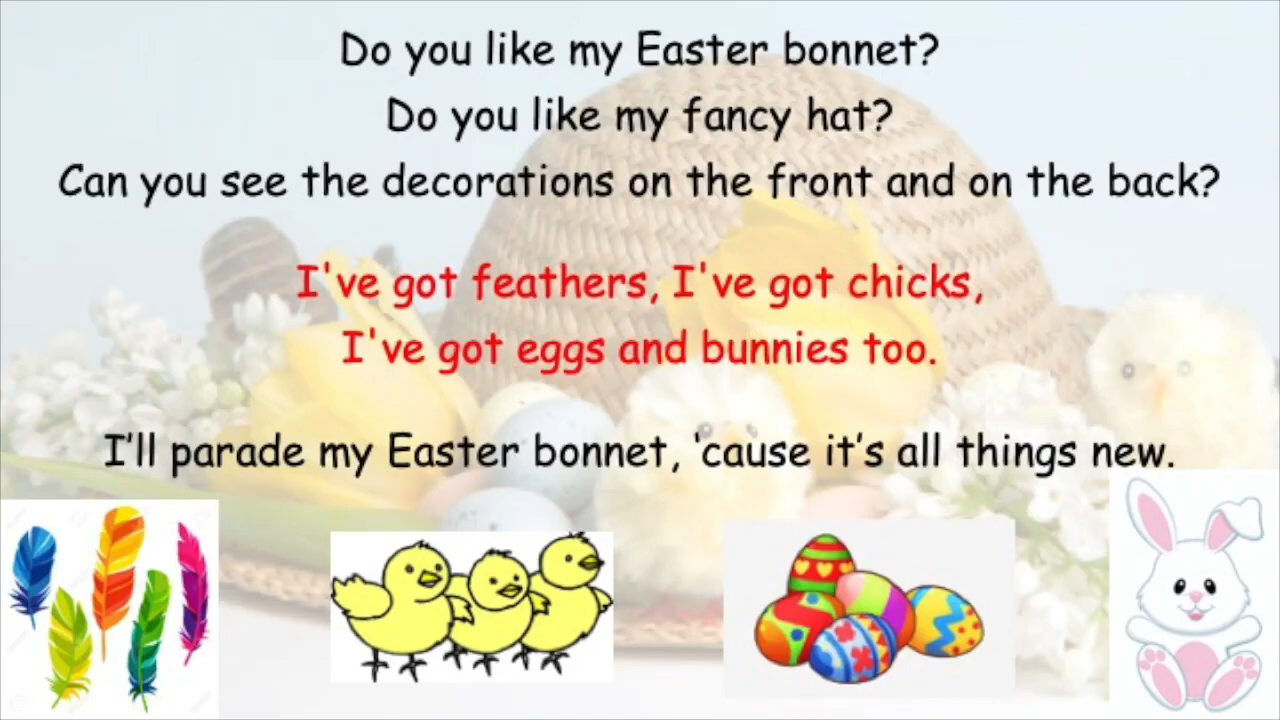 Do you like my Easter bonnet?
Do you like my fancy hat?
Can you see the decorations on the front and on the back?
I've got feathers, I've got chicks,
I've got eggs and bunnies too.
I’ll parade my Easter bonnet, ‘cause it’s all things new.